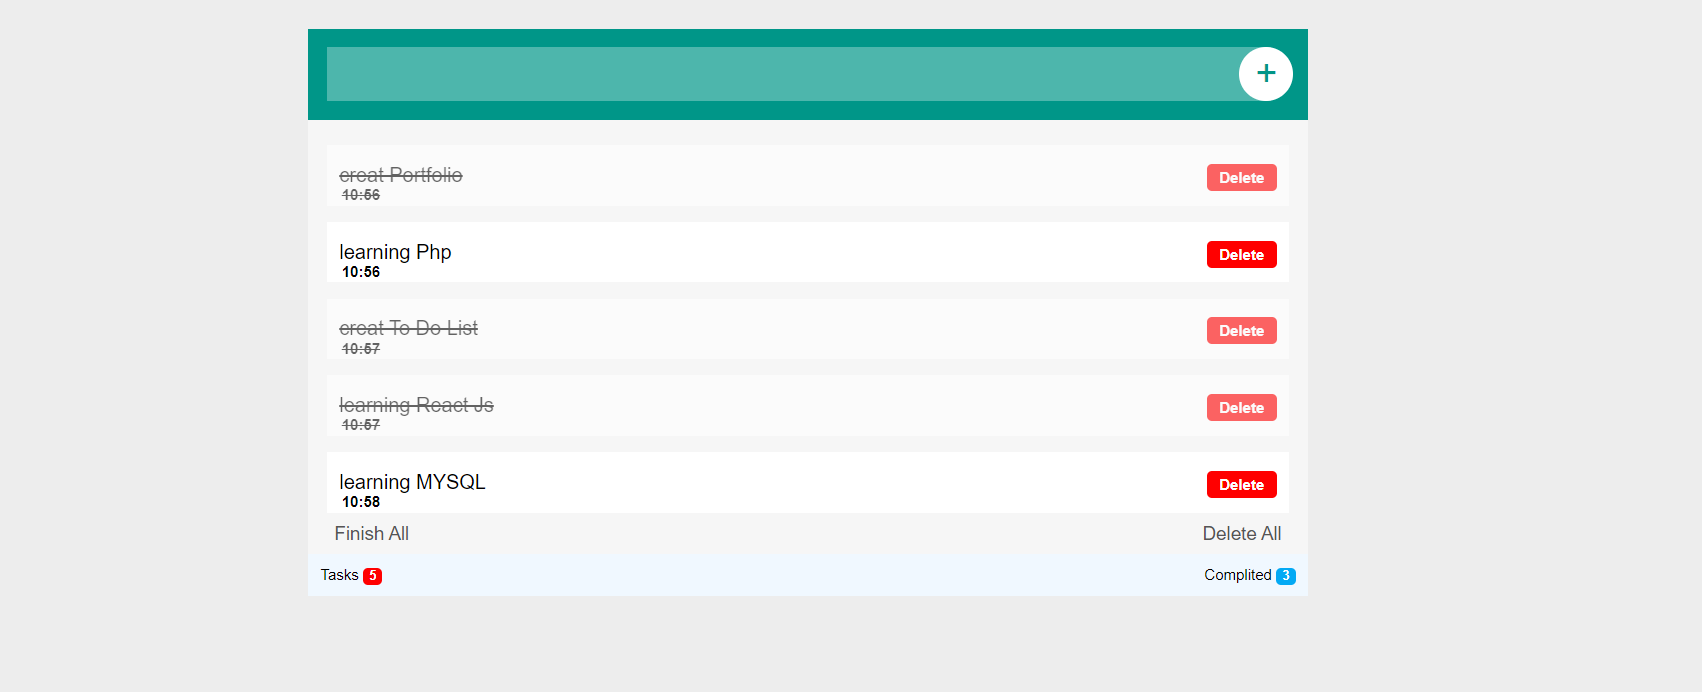 +
creat Portfolio
10:56
Delete
learning Php
10:56
Delete
creat To Do List
10:57
Delete
learning React Js
10:57
Delete
learning MYSQL
10:58
Delete
Finish All Delete All
Tasks 5 Complited 3